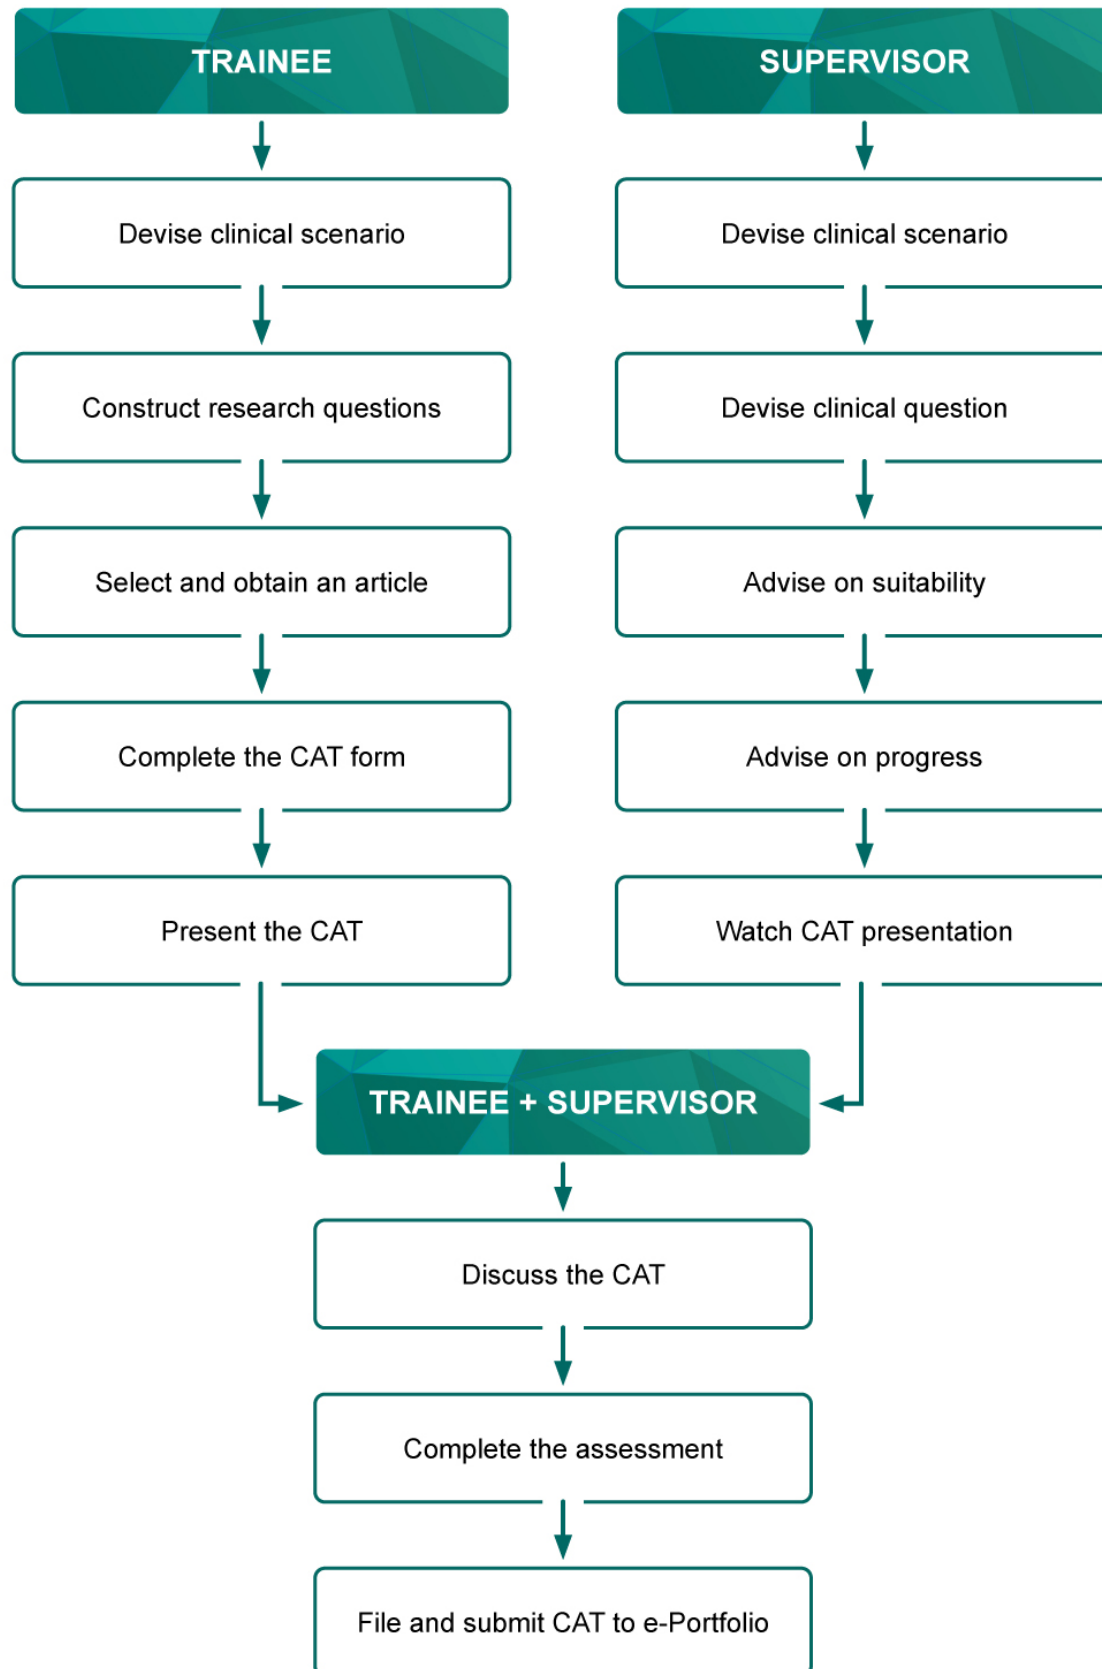 TRAINEE
SUPERVISOR
Devise clinical scenario
Devise clinical scenario
Construct research questions
Devise clinical question
Select and obtain an article
Advise on suitability
Complete the CAT form
Advise on progress
Present the CAT
Watch CAT presentation
TRAINEE + SUPERVISOR
Discuss the CAT
Complete the assessment
File and submit CAT to e-Portfolio